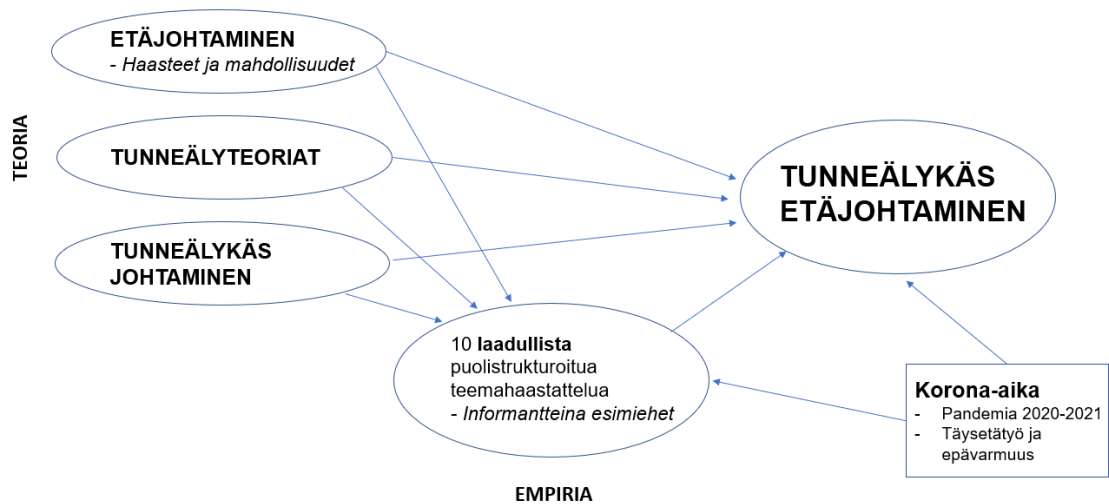 ETÄJOHTAMINEN
- Haasteet ja mahdollisuudet
TEORIA
TUNNEÄLYTEORIAT
TUNNEÄLYKÄS
JOHTAMINEN
TUNNEÄLYKÄS
ETÄJOHTAMINEN
10 laadullista
puolistrukturoitua
teemahaastattelua
- Informantteina esimiehet
Korona-aika
- Pandemia 2020-2021
- Täysetätyö ja
epävarmuus
EMPIRIA